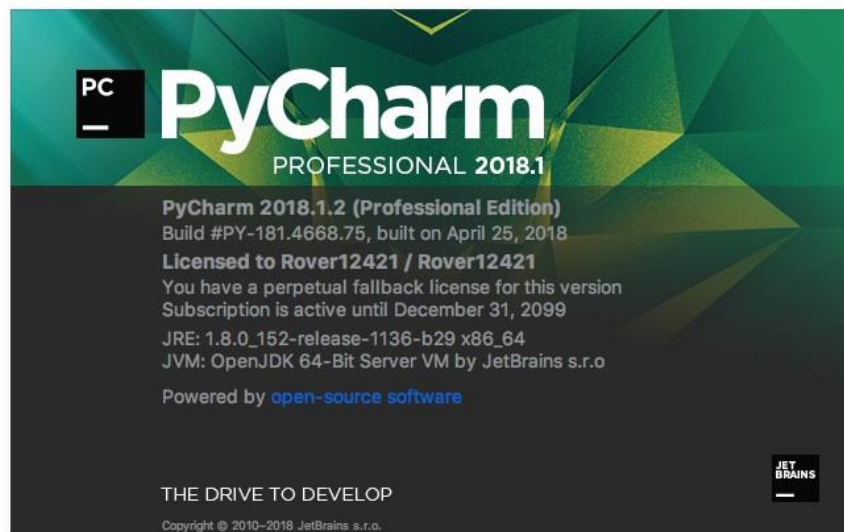 PC
PyCharm
PROFESSIONAL 2018.1
PyCharm 2018.1.2 (Professional Edition)
Build #PY-181.4668.75, built on April 25, 2018
Licensed to Rover12421 / Rover12421
You have a perpetual fallback license for this version
Subscription is active until December 31, 2099
JRE: 1.8.0_152-release-1136-b29 x86_64
JVM: OpenJDK 64-Bit Server VM by JetBrains s.r.o
Powered by open-source software
JET
BRAINS
THE DRIVE TO DEVELOP
Copyright © 2010–2018 JetBrains s.r.o.